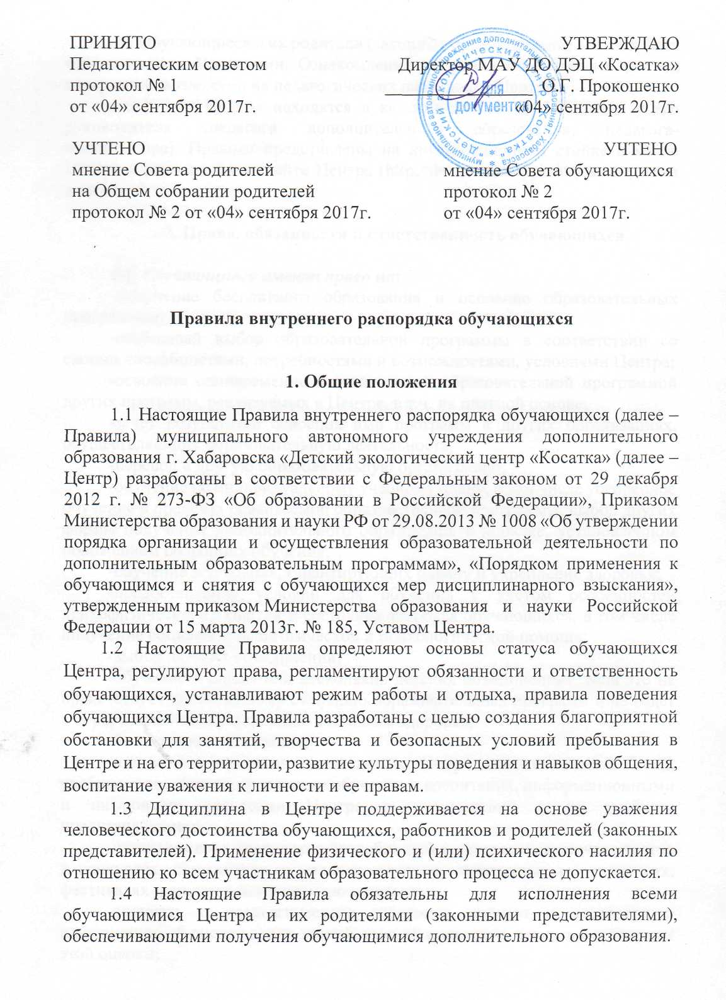 ПРИНЯТО
Педагогическим советом
протокол № 1
от «04» сентября 2017г.
УТВЕРЖДАЮ
Директор МАУ ДО ДЭЦ «Косатка»
О.Г. Прокошенко
«04» сентября 2017г.
Муниципальное автономное учреждение дополнительного образования г. Хабаровска
"Детский экологический центр "Косатка"
Для
документов
УЧТЕНО
мнение Совета родителей
на Общем собрании родителей
протокол № 2 от «04» сентября 2017г.
УЧТЕНО
мнение Совета обучающихся
протокол № 2
от «04» сентября 2017г.
Правила внутреннего распорядка обучающихся
1. Общие положения
1.1 Настоящие Правила внутреннего распорядка обучающихся (далее –
Правила) муниципального автономного учреждения дополнительного
образования г. Хабаровска «Детский экологический центр «Косатка» (далее –
Центр) разработаны в соответствии с Федеральным законом от 29 декабря
2012 г. № 273-ФЗ «Об образовании в Российской Федерации», Приказом
Министерства образования и науки РФ от 29.08.2013 № 1008 «Об утверждении
порядка организации и осуществления образовательной деятельности по
дополнительным образовательным программам», «Порядком применения к
обучающимся и снятия с обучающихся мер дисциплинарного взыскания»,
утвержденным приказом Министерства образования и науки Российской
Федерации от 15 марта 2013г. № 185, Уставом Центра.
1.2 Настоящие Правила определяют основы статуса обучающихся
Центра, регулируют права, регламентируют обязанности и ответственность
обучающихся, устанавливают режим работы и отдыха, правила поведения
обучающихся Центра. Правила разработаны с целью создания благоприятной
обстановки для занятий, творчества и безопасных условий пребывания в
Центре и на его территории, развитие культуры поведения и навыков общения,
воспитание уважения к личности и ее правам.
1.3 Дисциплина в Центре поддерживается на основе уважения
человеческого достоинства обучающихся, работников и родителей (законных
представителей). Применение физического и (или) психического насилия по
отношению ко всем участникам образовательного процесса не допускается.
1.4 Настоящие Правила обязательны для исполнения всеми
обучающимися Центра и их родителями (законными представителями),
обеспечивающими получения обучающимися дополнительного образования.